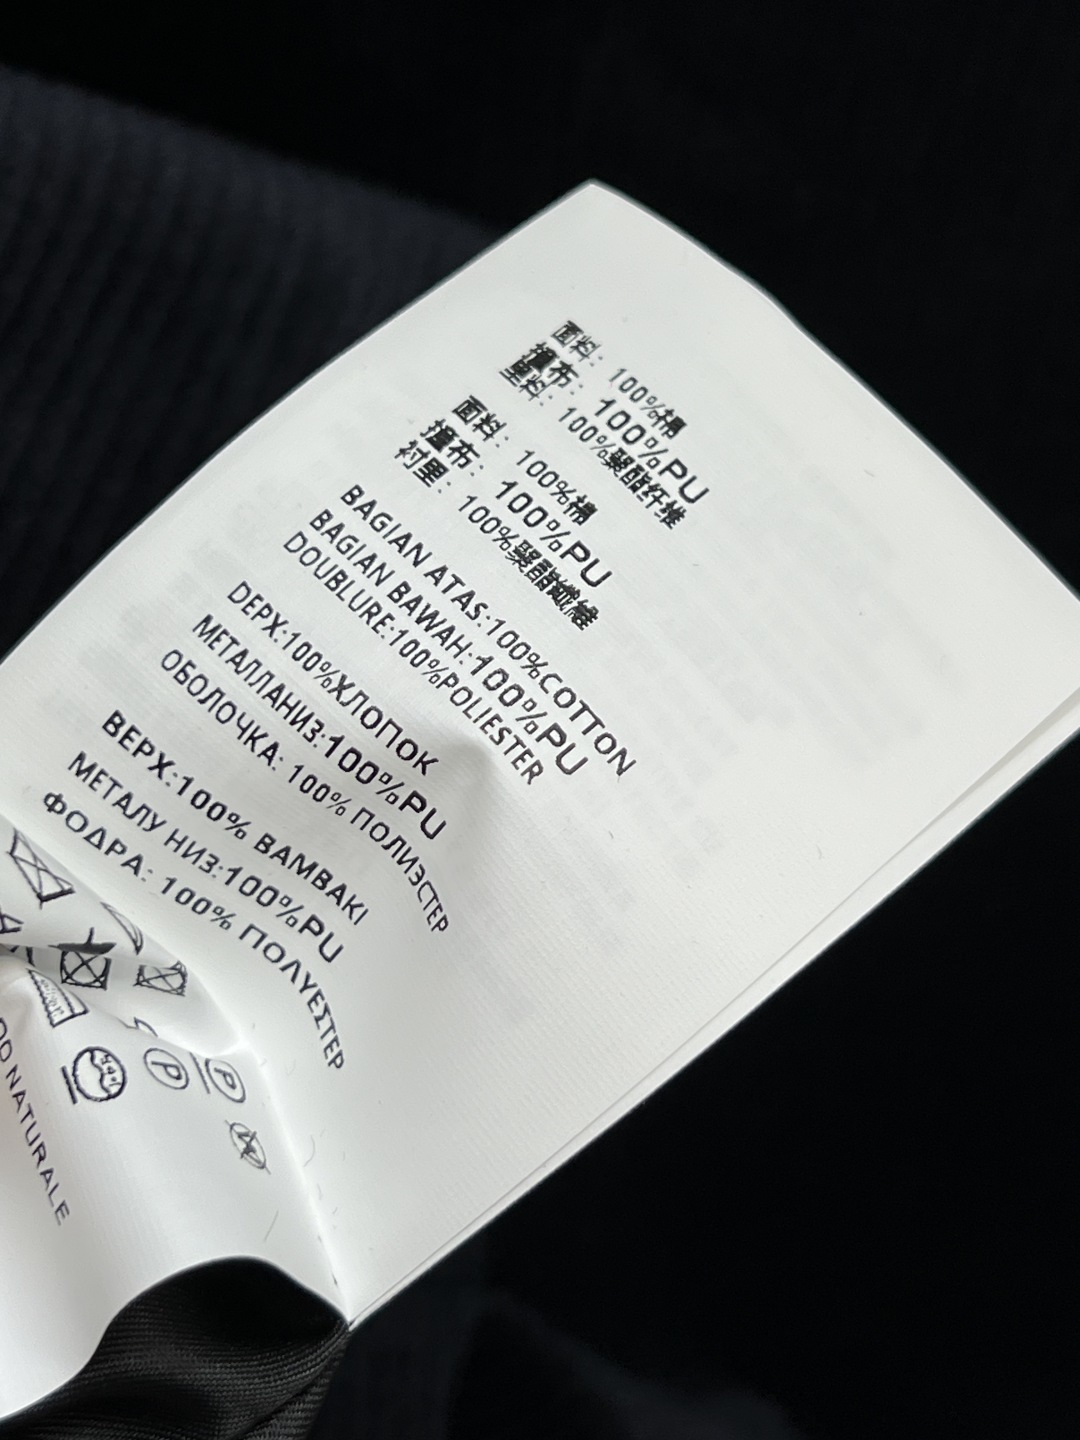 面料：100%棉
撞布：100%PU
里料：100%聚酯纤维
面料：100%棉
撞布：100%PU
衬里：100%聚酯纖維
BAGIAN ATAS:100%COTTON
BAGIAN BAWAH:100%PU
DOUBLURE:100%POLIESTER
DEPX:100%ХЛОПОК
МЕТАЛЛАНИЗ:100%PU
ОБОЛОЧКА: 100% ПОЛИЭСТЕР
ВЕРХ:100% BAMBAKI
МЕТАЛУ НИЗ:100%PU
ΦΟΔΡΑ: 100% ΠΟΛΥΕΣΤΕΡ
P
P
NATURALE